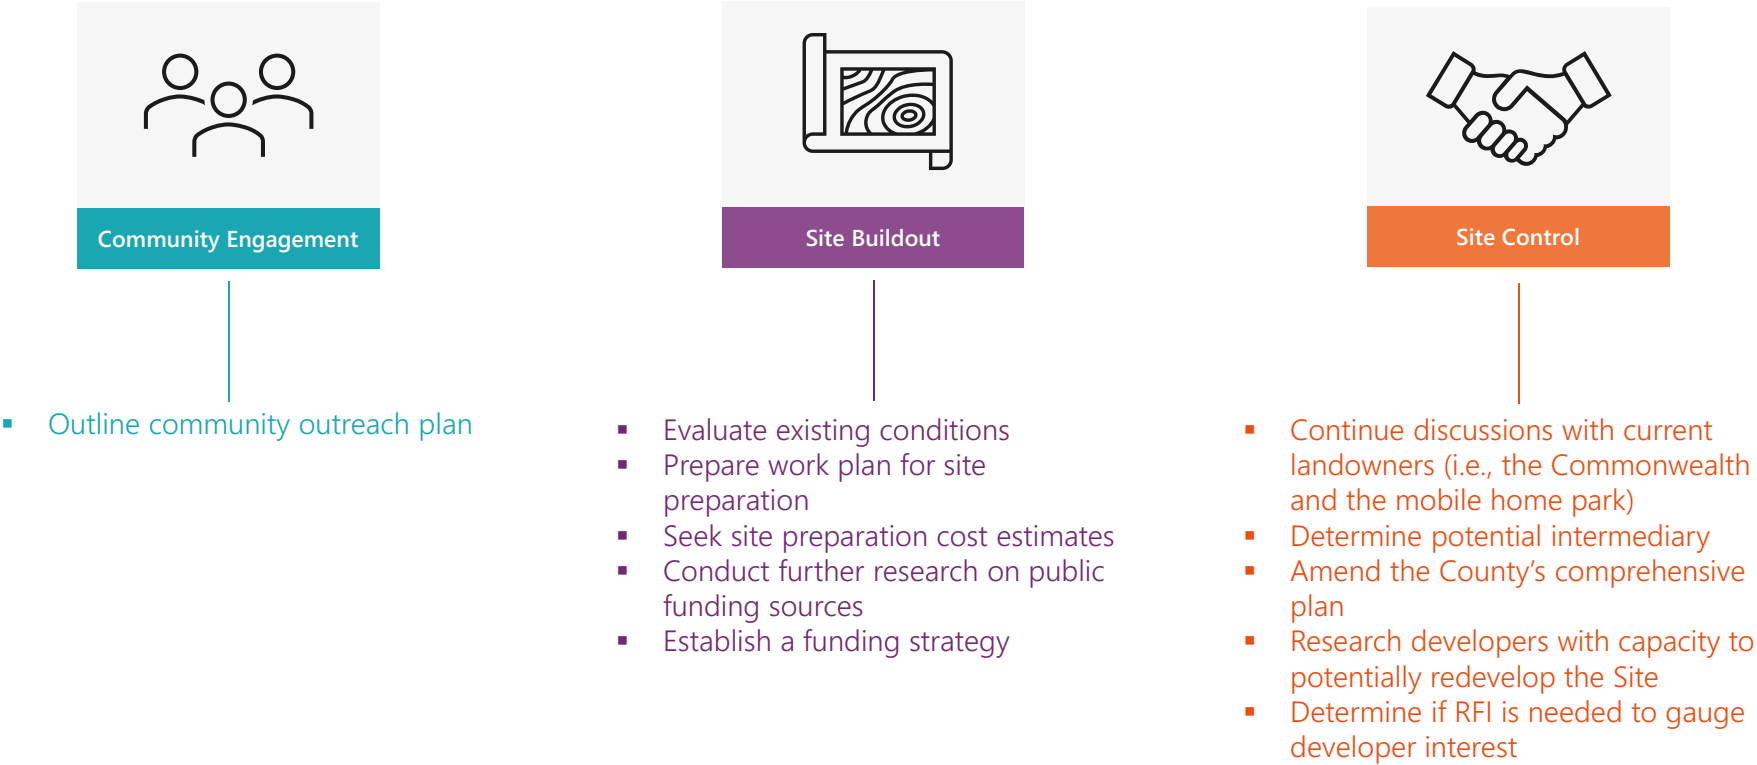 Community Engagement
▪ Outline community outreach plan
Site Buildout
▪ Evaluate existing conditions
▪ Prepare work plan for site
preparation
▪ Seek site preparation cost estimates
▪ Conduct further research on public
funding sources
▪ Establish a funding strategy
Site Control
▪ Continue discussions with current
landowners (i.e., the Commonwealth
and the mobile home park)
▪ Determine potential intermediary
▪ Amend the County’s comprehensive
plan
▪ Research developers with capacity to
potentially redevelop the Site
▪ Determine if RFI is needed to gauge
developer interest